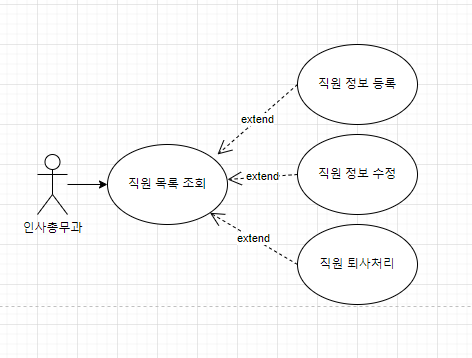 직원 정보 등록
extend
직원 정보 수정
extend
직원 목록 조회
인사총무과
extend
직원 퇴사처리